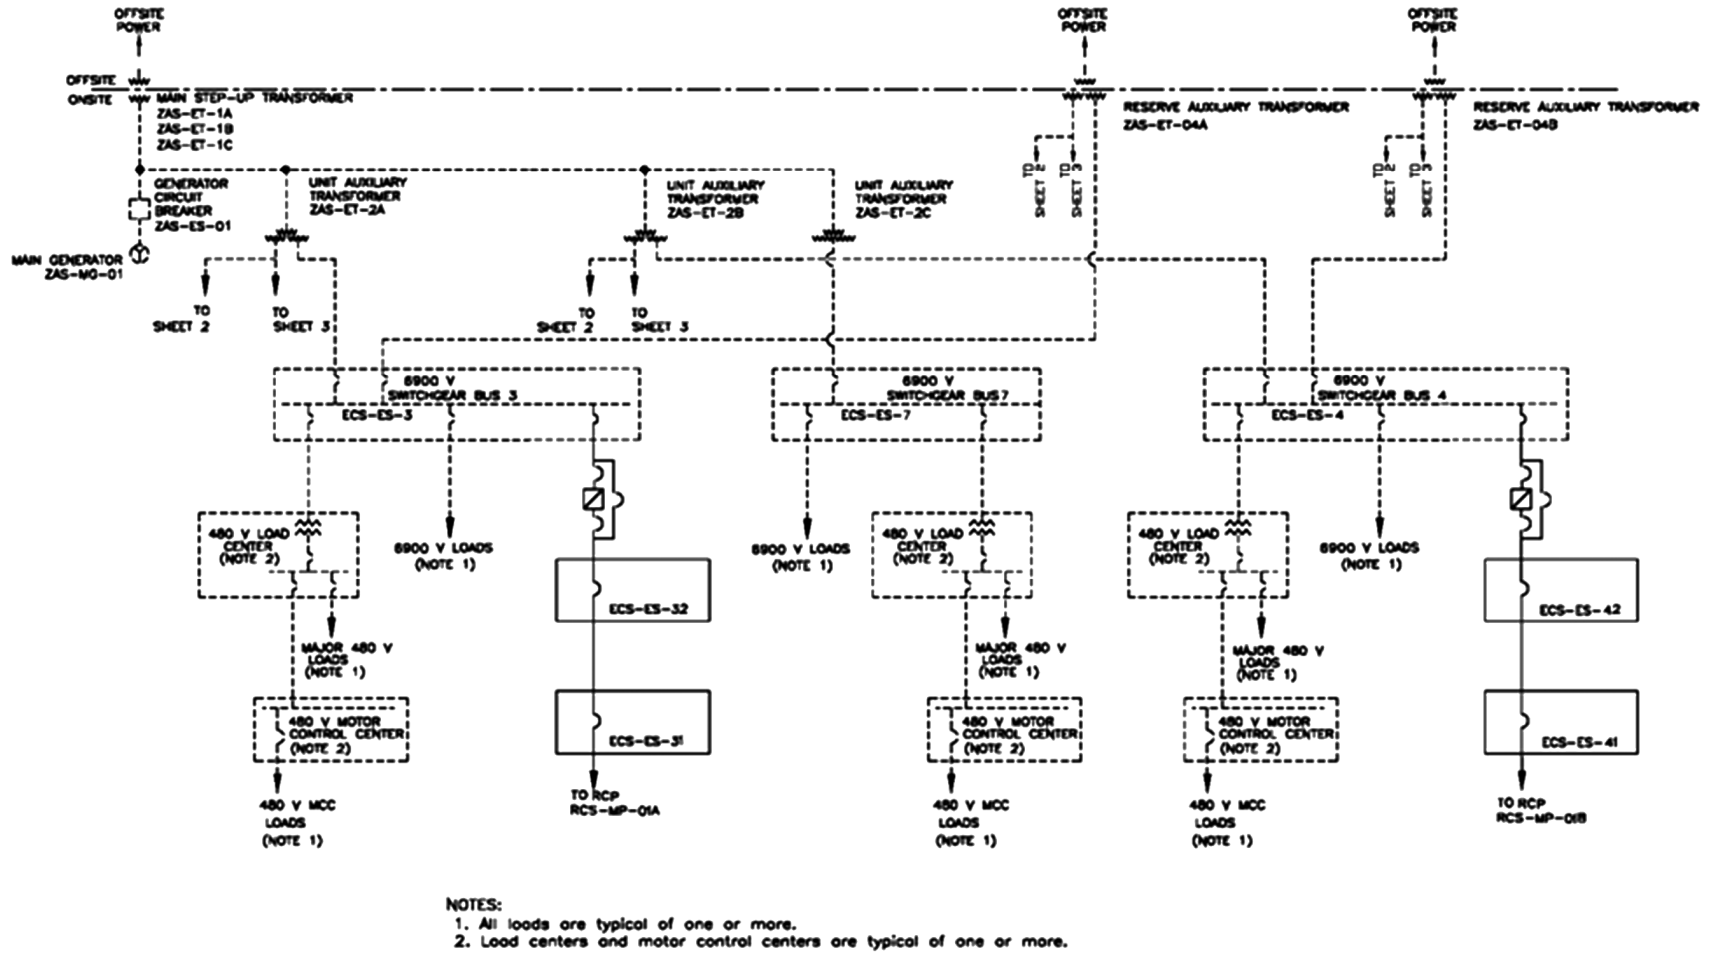 OFFSITE
POWER
OFFSITE
POWER
OFFSITE
POWER
OFFSITE
ONSITE
MAIN STEP-UP TRANSFORMER
ZAS-ET-1A
ZAS-ET-1B
ZAS-ET-1C
RESERVE AUXILIARY TRANSFORMER
ZAS-ET-04A
RESERVE AUXILIARY TRANSFORMER
ZAS-ET-04B
TO
SHEET 2
TO
SHEET 3
TO
SHEET 2
TO
SHEET 3
GENERATOR
CIRCUIT
BREAKER
ZAS-ES-01
UNIT AUXILIARY
TRANSFORMER
ZAS-ET-2A
UNIT AUXILIARY
TRANSFORMER
ZAS-ET-2B
UNIT AUXILIARY
TRANSFORMER
ZAS-ET-2C
MAIN GENERATOR
ZAS-MG-01
TO
SHEET 2
TO
SHEET 3
TO
SHEET 2
TO
SHEET 3
6900 V
SWITCHGEAR BUS 3
ECS-ES-3
6900 V
SWITCHGEAR BUS 7
ECS-ES-7
6900 V
SWITCHGEAR BUS 4
ECS-ES-4
480 V LOAD
CENTER
(NOTE 2)
6900 V LOADS
(NOTE 1)
6900 V LOADS
(NOTE 1)
480 V LOAD
CENTER
(NOTE 2)
480 V LOAD
CENTER
(NOTE 2)
6900 V LOADS
(NOTE 1)
ECS-ES-32
ECS-ES-42
MAJOR 480 V
LOADS
(NOTE 1)
MAJOR 480 V
LOADS
(NOTE 1)
MAJOR 480 V
LOADS
(NOTE 1)
480 V MOTOR
CONTROL CENTER
(NOTE 2)
ECS-ES-31
480 V MOTOR
CONTROL CENTER
(NOTE 2)
480 V MOTOR
CONTROL CENTER
(NOTE 2)
ECS-ES-41
480 V MCC
LOADS
(NOTE 1)
TO RCP
RCS-MP-01A
480 V MCC
LOADS
(NOTE 1)
480 V MCC
LOADS
(NOTE 1)
TO RCP
RCS-MP-01B
NOTES:
1. All loads are typical of one or more.
2. Load centers and motor control centers are typical of one or more.